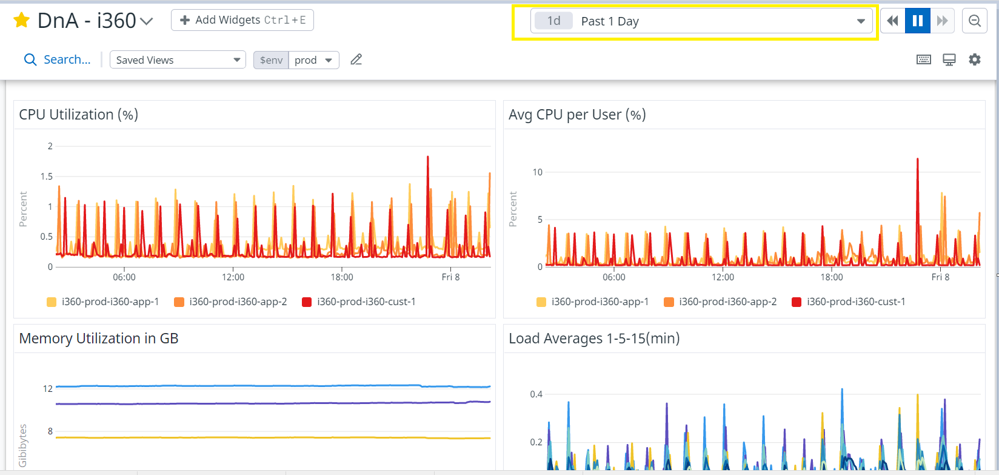 DnA - i360
Add Widgets Ctrl+E
1d Past 1 Day
Search...
Saved Views
$env prod
CPU Utilization (%)
2
1.5
1
0.5
0
Percent
06:00 12:00 18:00 Fri 8
i360-prod-i360-app-1 i360-prod-i360-app-2 i360-prod-i360-cust-1
Avg CPU per User (%)
10
5
0
Percent
06:00 12:00 18:00 Fri 8
i360-prod-i360-app-1 i360-prod-i360-app-2 i360-prod-i360-cust-1
Memory Utilization in GB
12
8
Gibibytes
Load Averages 1-5-15(min)
0.4
0.2